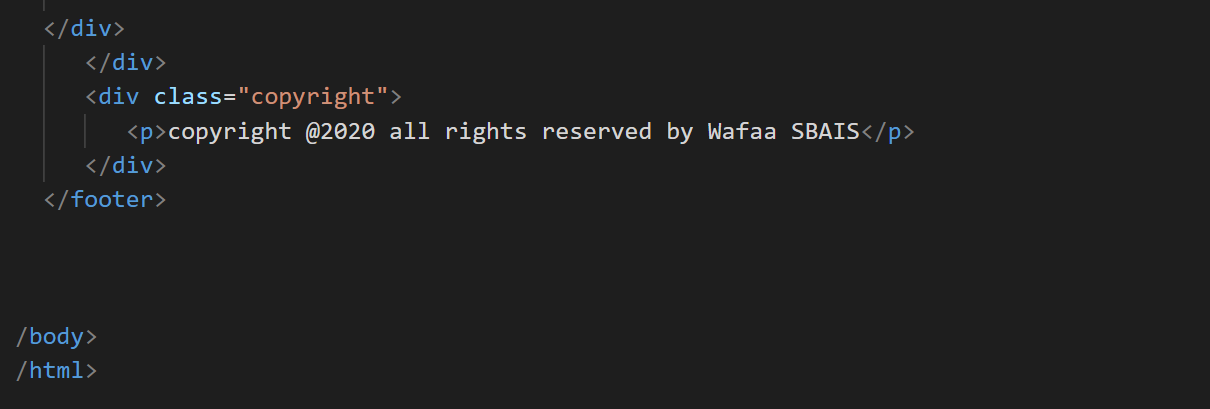 </div>
</div>
<div class="copyright">
<p>copyright @2020 all rights reserved by Wafaa SBAIS</p>
</div>
</footer>
/body>
/html>